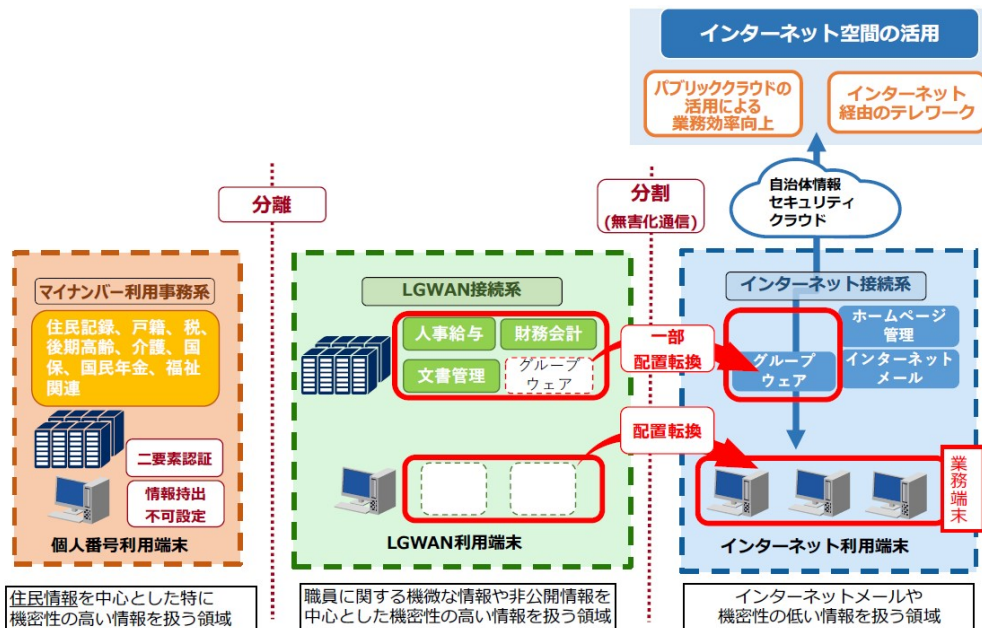 インターネット空間の活用
パブリッククラウドの
活用による
業務効率向上
インターネット
経由のテレワーク
自治体情報
セキュリティ
クラウド
分離
分割
(無害化通信)
マイナンバー利用事務系
住民記録、戸籍、税、
後期高齢、介護、国
保、国民年金、福祉
関連
二要素認証
情報持出
不可設定
個人番号利用端末
住民情報を中心とした特に
機密性の高い情報を扱う領域
LGWAN接続系
人事給与
財務会計
文書管理
グループ
ウェア
一部
配置転換
配置転換
LGWAN利用端末
職員に関する機微な情報や非公開情報を
中心とした機密性の高い情報を扱う領域
インターネット接続系
ホームページ
管理
グループ
ウェア
インターネット
メール
業務端末
インターネット利用端末
インターネットメールや
機密性の低い情報を扱う領域